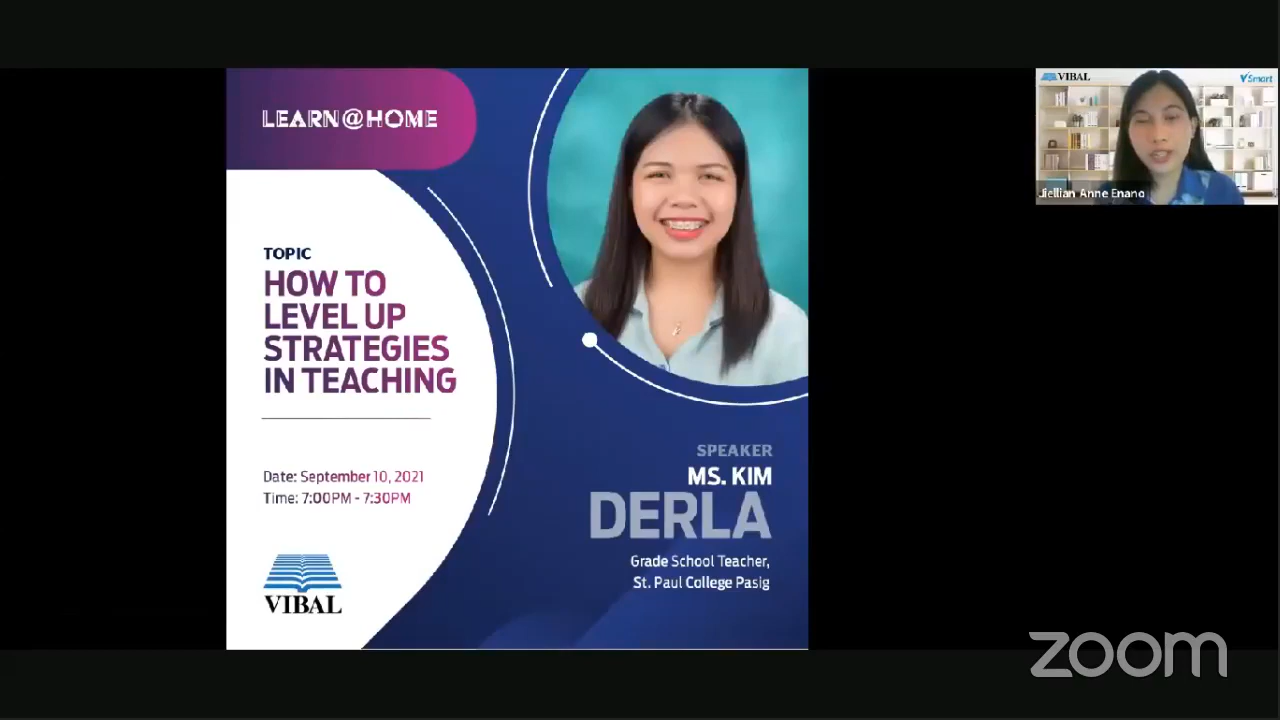 LEARN@HOME
TOPIC
HOW TO
LEVEL UP
STRATEGIES
IN TEACHING
Date: September 10, 2021
Time: 7:00PM - 7:30PM
VIBAL
SPEAKER
MS. KIM
DERLA
Grade School Teacher,
St. Paul College Pasig
VIBAL
Smart
Jiellian Anne Enano
zoom